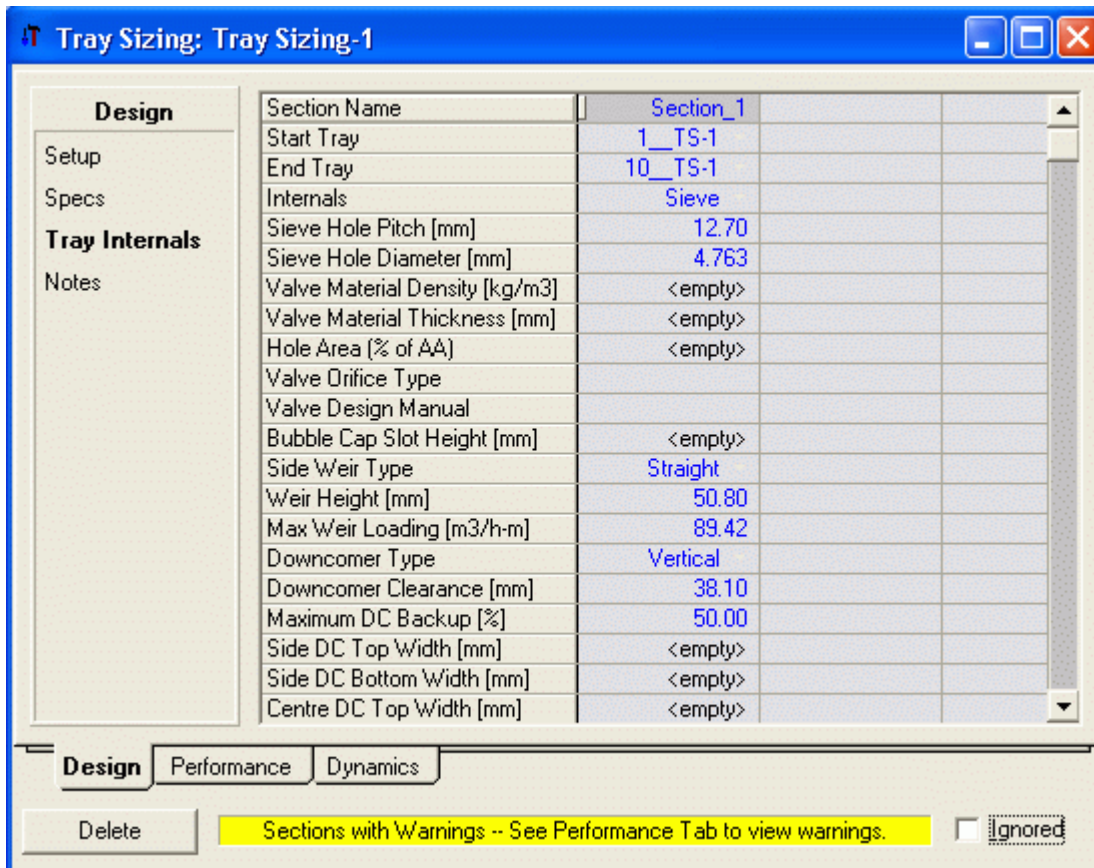 Tray Sizing: Tray Sizing-1
Design
Setup
Specs
Tray Internals
Notes
Section Name Section_1
Start Tray 1__TS-1
End Tray 10__TS-1
Internals Sieve
Sieve Hole Pitch [mm] 12.70
Sieve Hole Diameter [mm] 4.763
Valve Material Density [kg/m3] <empty>
Valve Material Thickness [mm] <empty>
Hole Area (% of AA) <empty>
Valve Orifice Type
Valve Design Manual
Bubble Cap Slot Height [mm] <empty>
Side Weir Type Straight
Weir Height [mm] 50.80
Max Weir Loading [m3/h-m] 89.42
Downcomer Type Vertical
Downcomer Clearance [mm] 38.10
Maximum DC Backup [%] 50.00
Side DC Top Width [mm] <empty>
Side DC Bottom Width [mm] <empty>
Centre DC Top Width [mm] <empty>
Design Performance Dynamics
Delete Sections with Warnings -- See Performance Tab to view warnings. Ignored